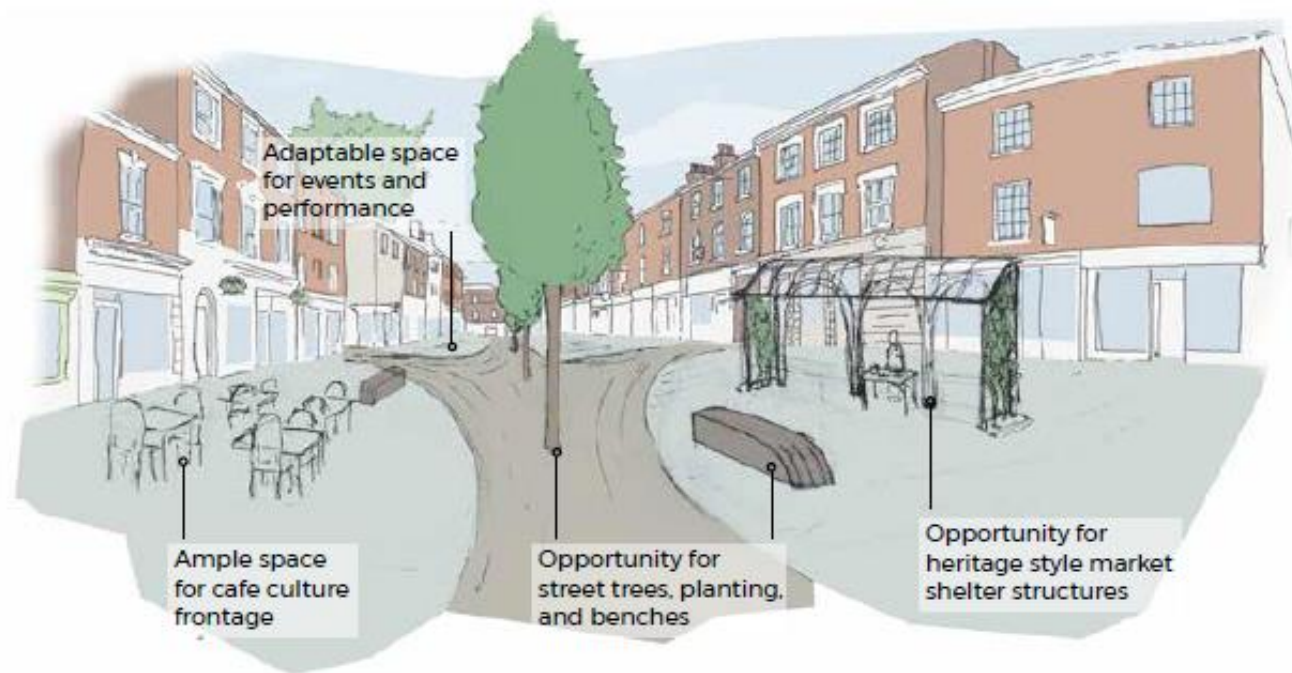 Adaptable space
for events and
performance
Ample space
for cafe culture
frontage
Opportunity for
street trees, planting,
and benches
Opportunity for
heritage style market
shelter structures